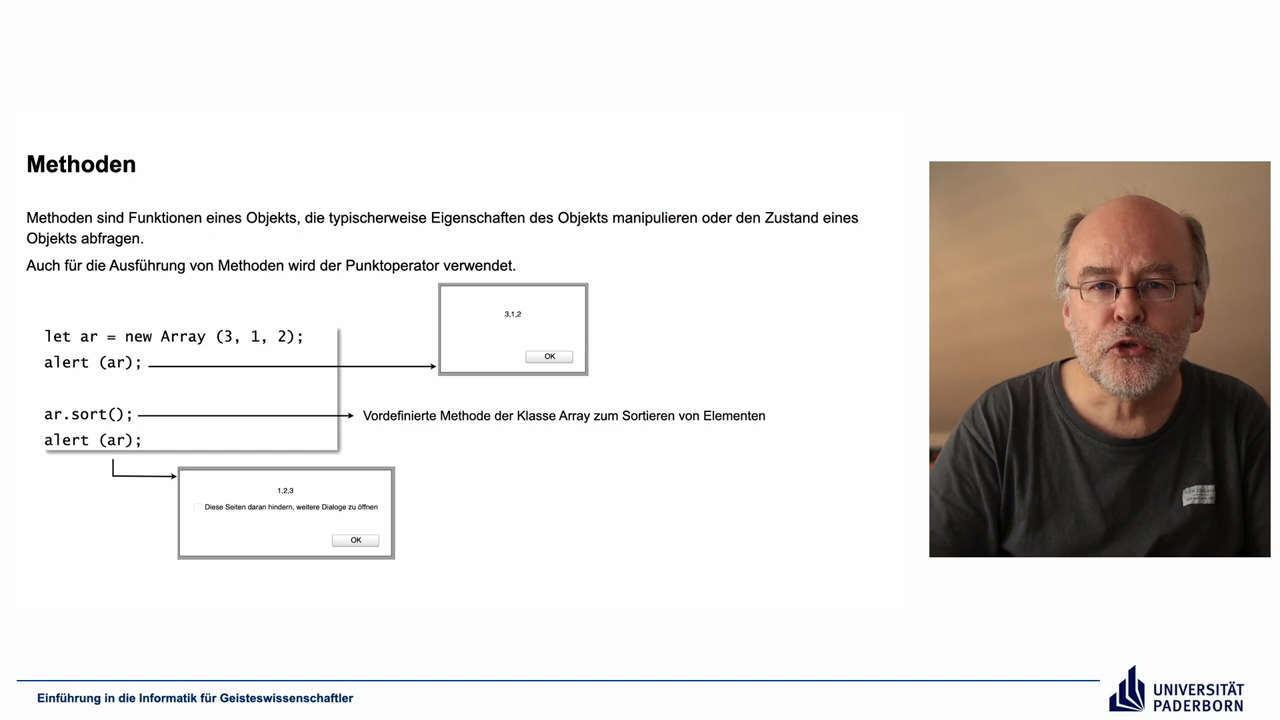 Methoden
Methoden sind Funktionen eines Objekts, die typischerweise Eigenschaften des Objekts manipulieren oder den Zustand eines
Objekts abfragen.
Auch für die Ausführung von Methoden wird der Punktoperator verwendet.
3,1,2
OK
let ar = new Array (3, 1, 2);
alert (ar);
ar.sort();
Vordefinierte Methode der Klasse Array zum Sortieren von Elementen
alert (ar);
1,2,3
Diese Seiten daran hindern, weitere Dialoge zu öffnen
OK
Einführung in die Informatik für Geisteswissenschaftler
UNIVERSITÄT
PADERBORN